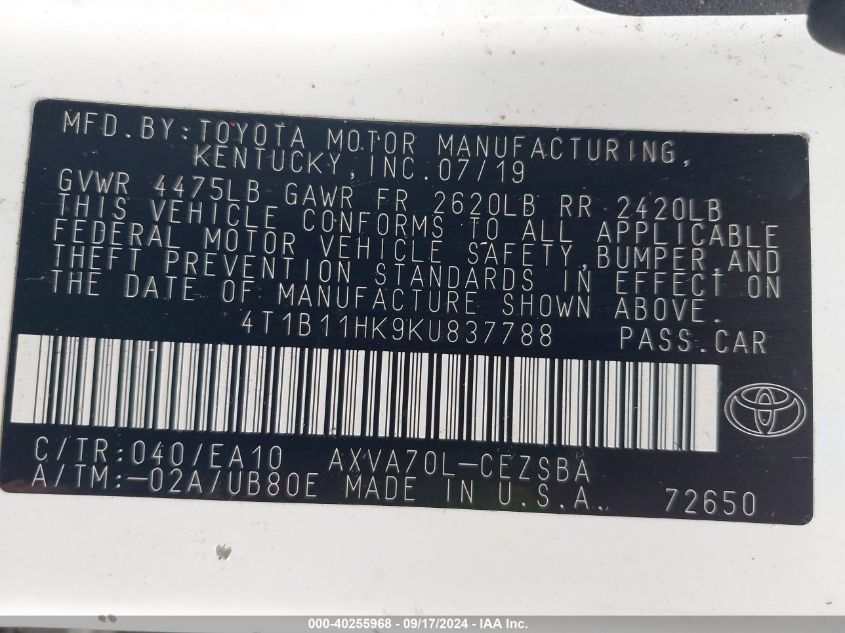 MFD.BY:TOYOTA MOTOR MANUFACTURING,
KENTUCKY,INC.07/19
GVWR 4475LB GAWR FR 2620LB RR 2420LB
THIS VEHICLE CONFORMS TO ALL APPLICABLE
FEDERAL MOTOR VEHICLE SAFETY,BUMPER,AND
THEFT PREVENTION STANDARDS IN EFFECT ON
THE DATE OF MANUFACTURE SHOWN ABOVE.
4T1B11HK9KU837788 PASS.CAR
C/TR:040/EA10 AXVA70L-CEZSBA
A/TM:-02A/UB80E MADE IN U.S.A. 72650
000-40255968 - 09/17/2024 - IAA Inc.